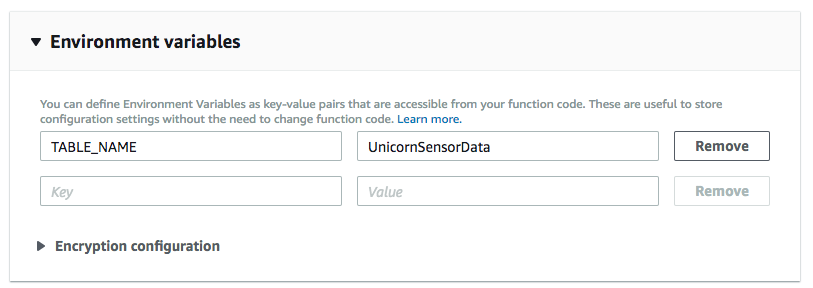 Environment variables
You can define Environment Variables as key-value pairs that are accessible from your function code. These are useful to store
configuration settings without the need to change function code. Learn more.
TABLE_NAME UnicornSensorData Remove
Key Value Remove
Encryption configuration